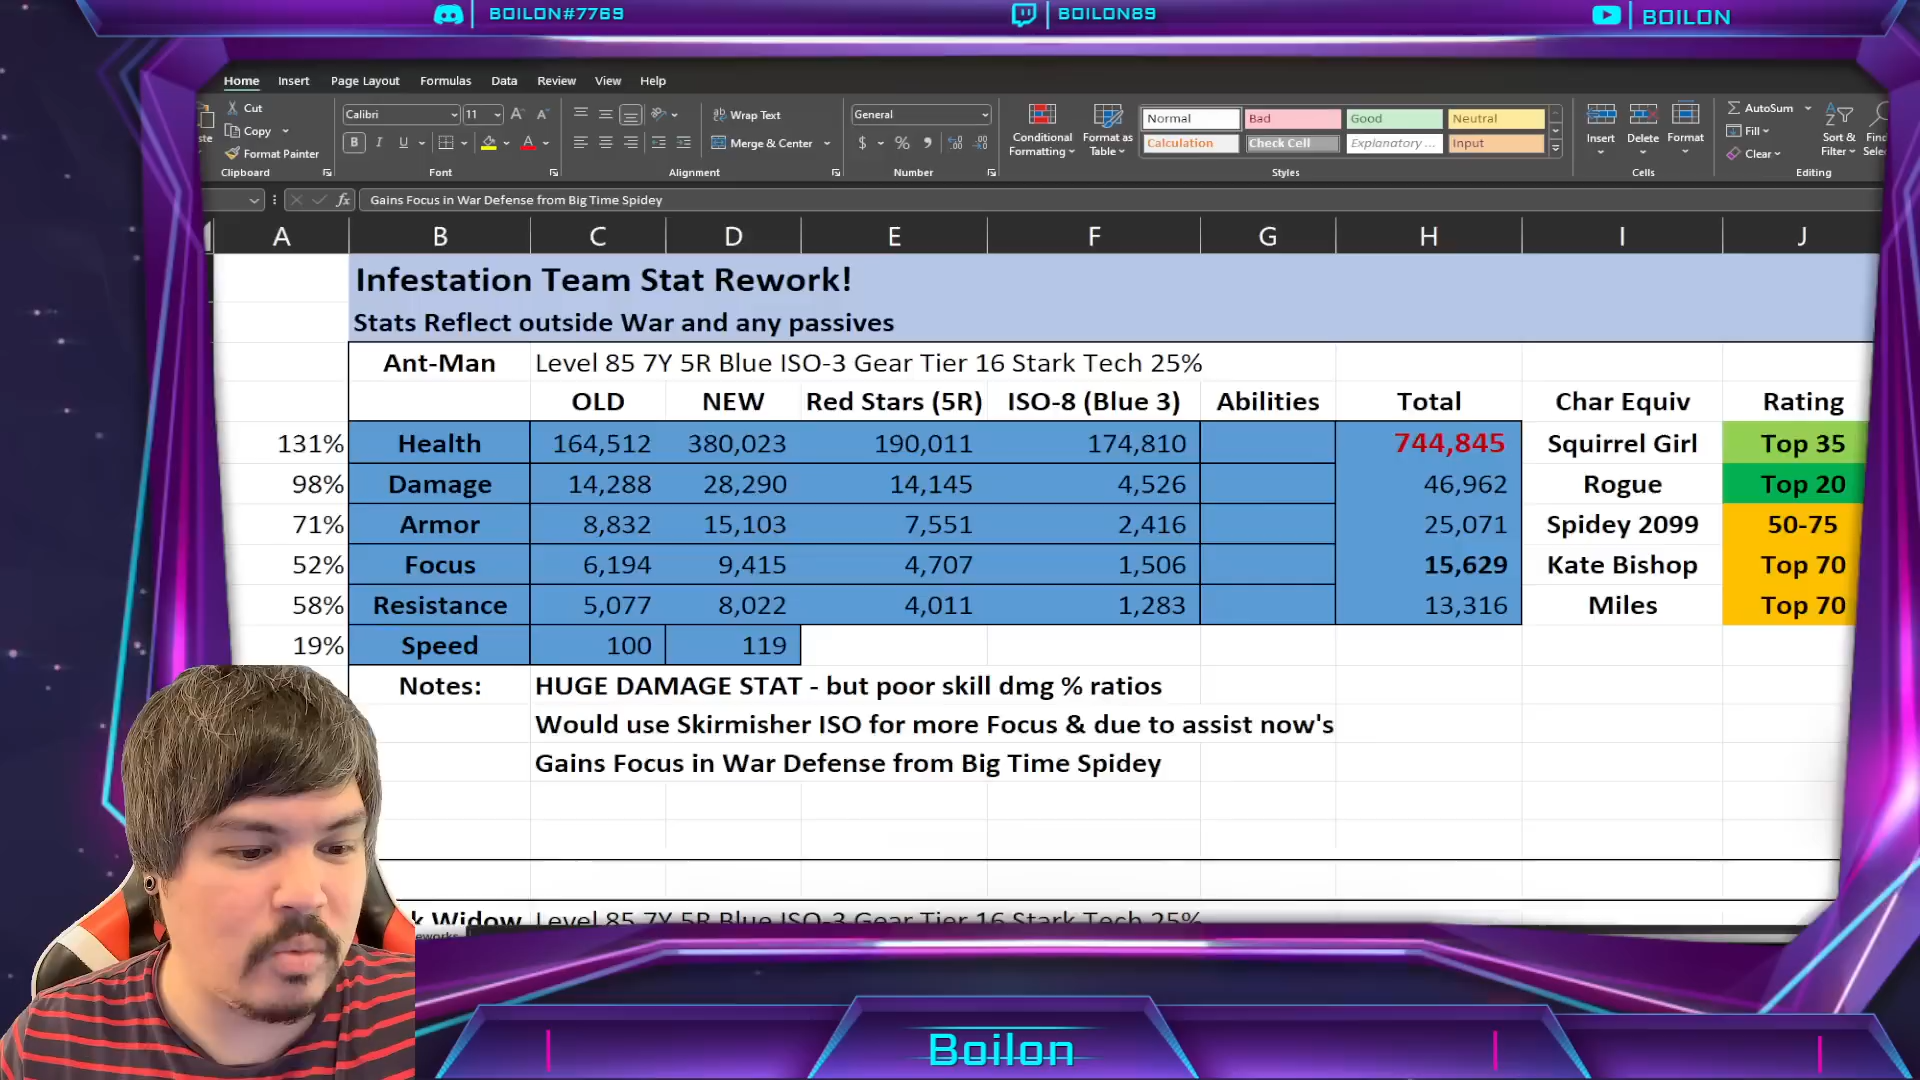 BOILON#7769
BOILON89
BOILON
Home Insert Page Layout Formulas Data Review View Help
Cut
Copy
Format Painter
Clipboard
Calibri 11
Font
Wrap Text
Merge & Center
Alignment
General
Number
Conditional Formatting
Format as Table
Normal Bad Good Neutral
Calculation Check Cell Explanatory ... Input
Styles
Insert Delete Format
Cells
AutoSum
Fill
Clear
Sort & Filter
Editing
Gains Focus in War Defense from Big Time Spidey
A B C D E F G H I J
Infestation Team Stat Rework!
Stats Reflect outside War and any passives
Ant-Man Level 85 7Y 5R Blue ISO-3 Gear Tier 16 Stark Tech 25%
OLD NEW Red Stars (5R) ISO-8 (Blue 3) Abilities Total Char Equiv Rating
131% Health 164,512 380,023 190,011 174,810 744,845 Squirrel Girl Top 35
98% Damage 14,288 28,290 14,145 4,526 46,962 Rogue Top 20
71% Armor 8,832 15,103 7,551 2,416 25,071 Spidey 2099 50-75
52% Focus 6,194 9,415 4,707 1,506 15,629 Kate Bishop Top 70
58% Resistance 5,077 8,022 4,011 1,283 13,316 Miles Top 70
19% Speed 100 119
Notes: HUGE DAMAGE STAT - but poor skill dmg % ratios
Would use Skirmisher ISO for more Focus & due to assist now's
Gains Focus in War Defense from Big Time Spidey
k Widow Level 85 7Y 5R Blue ISO-3 Gear Tier 16 Stark Tech 25%
Boilon